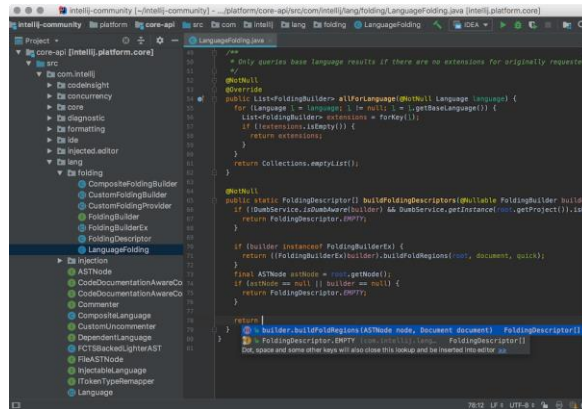 intellij-community [~/intellij-community] - .../platform/core-api/src/com/intellij/lang/folding/LanguageFolding.java [intellij.platform.core]
intellij-community platform core-api src com intellij lang folding LanguageFolding IDEA
Project
LanguageFolding.java
core-api [intellij.platform.core]
src
com.intellij
codeInsight
concurrency
core
diagnostic
formatting
ide
injected.editor
lang
folding
CompositeFoldingBuilder
CustomFoldingBuilder
CustomFoldingProvider
FoldingBuilder
FoldingBuilderEx
FoldingDescriptor
LanguageFolding
injection
ASTNode
CodeDocumentationAwareCo
CodeDocumentationAwareCo
Commenter
CompositeLanguage
CustomUncommenter
DependentLanguage
FCTSBackedLighterAST
FileASTNode
InjectableLanguage
ITokenTypeRemapper
Language
/**
* Only queries base language results if there are no extensions for originally requeste
*/
@NotNull
@Override
public List<FoldingBuilder> allForLanguage(@NotNull Language language) {
for (Language l = language; l != null; l = l.getBaseLanguage()) {
List<FoldingBuilder> extensions = forKey(l);
if (!extensions.isEmpty()) {
return extensions;
}
}
return Collections.emptyList();
}
@NotNull
public static FoldingDescriptor[] buildFoldingDescriptors(@Nullable FoldingBuilder build
if (!DumbService.isDumbAware(builder) && DumbService.getInstance(root.getProject()).is
return FoldingDescriptor.EMPTY;
}
if (builder instanceof FoldingBuilderEx) {
return ((FoldingBuilderEx)builder).buildFoldRegions(root, document, quick);
}
final ASTNode astNode = root.getNode();
if (astNode == null || builder == null) {
return FoldingDescriptor.EMPTY;
}
return
builder.buildFoldRegions(ASTNode node, Document document) FoldingDescriptor[]
FoldingDescriptor.EMPTY (com.intellij.lang... FoldingDescriptor[]
Dot, space and some other keys will also close this lookup and be inserted into editor >>
}
}
78:12 LF UTF-8